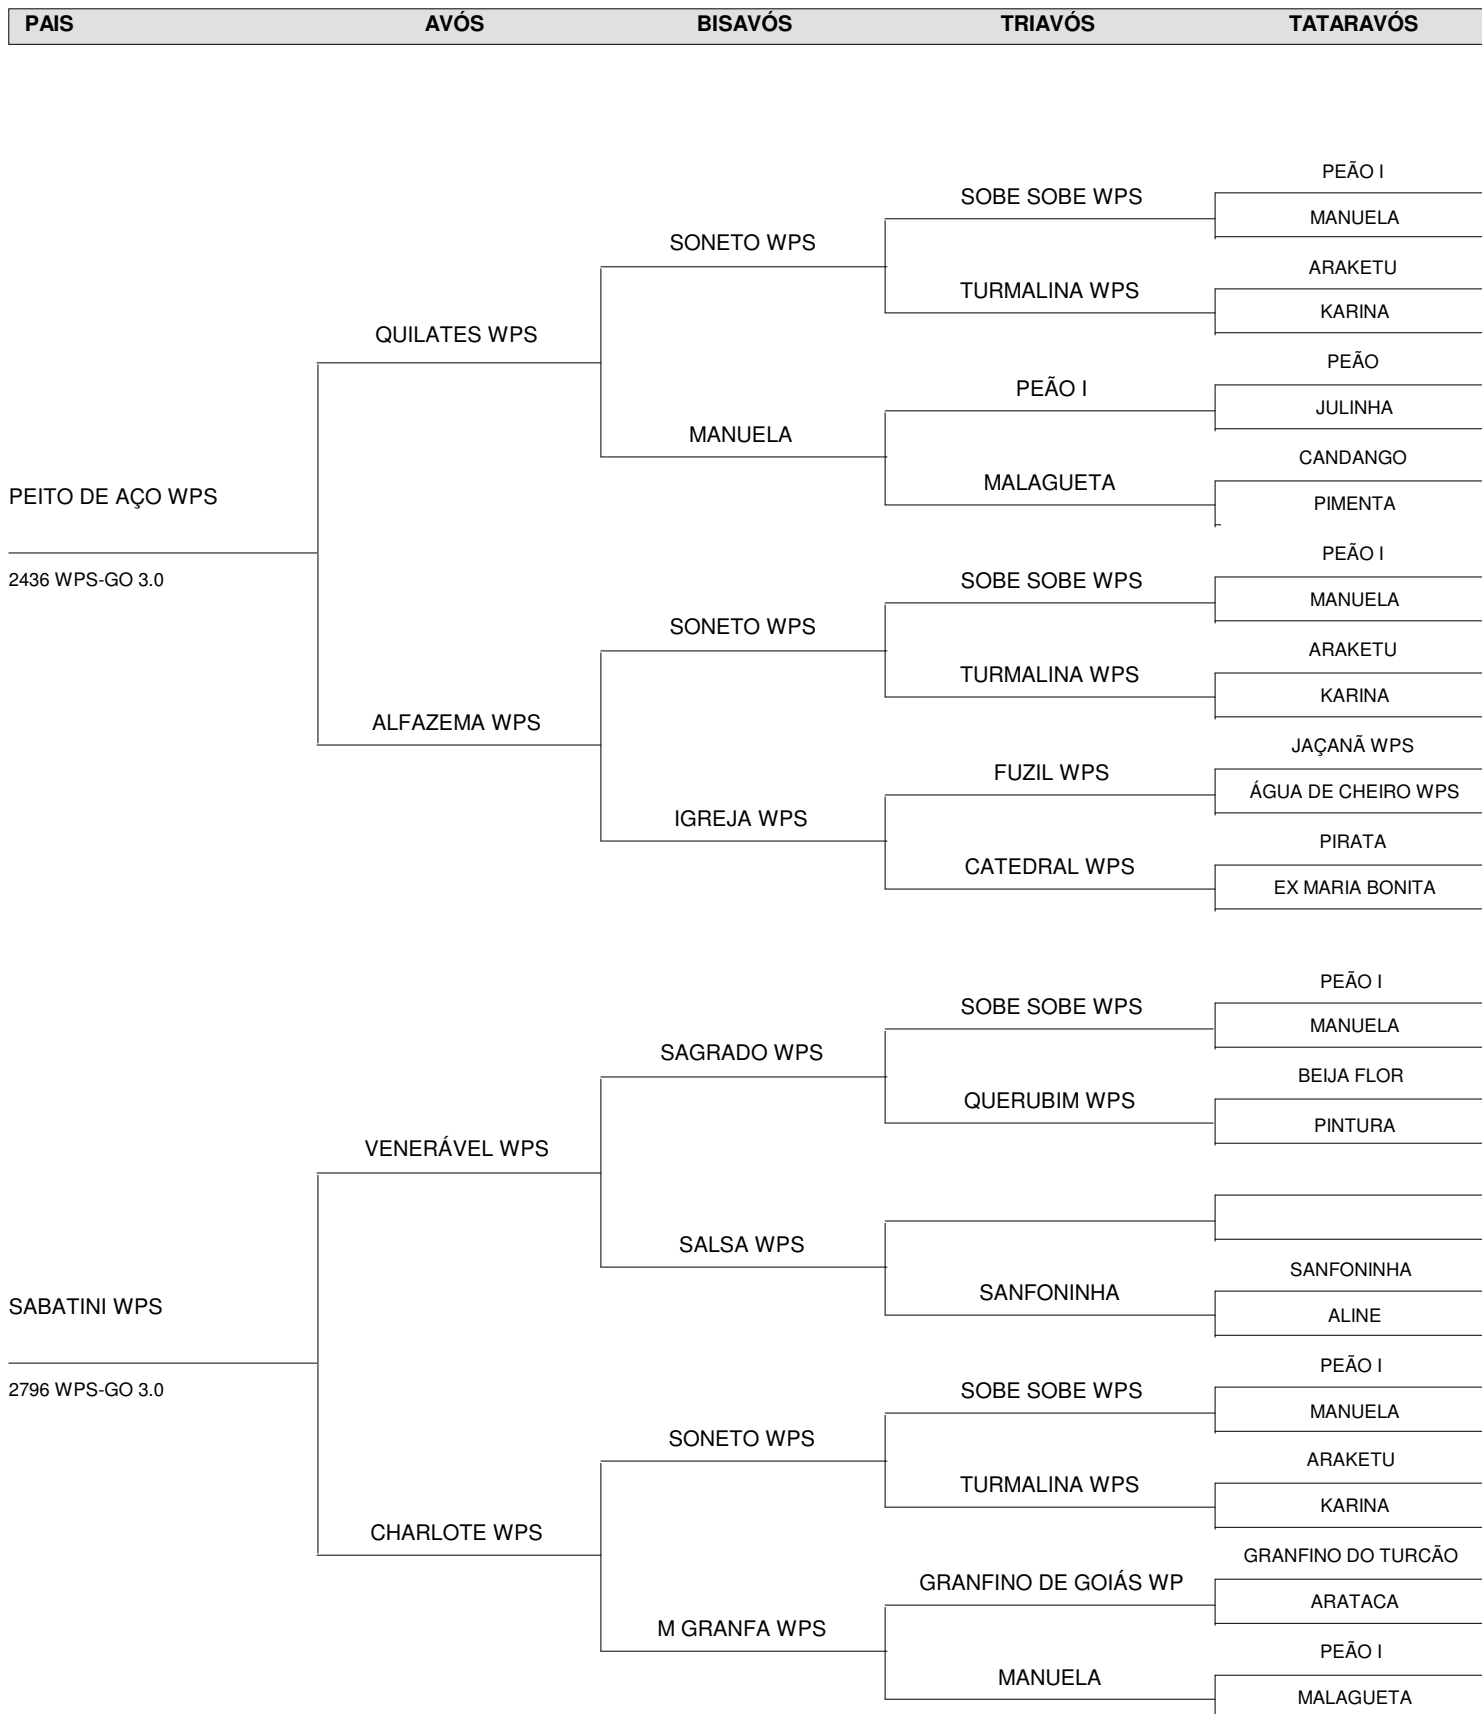 PAIS AVÓS BISAVÓS TRIAVÓS TATARAVÓS
PEÃO I
SOBE SOBE WPS
MANUELA
SONETO WPS
ARAKETU
TURMALINA WPS
KARINA
QUILATES WPS
PEÃO
PEÃO I
JULINHA
MANUELA
CANDANGO
MALAGUETA
PEITO DE AÇO WPS
PIMENTA
PEÃO I
2436 WPS-GO 3.0
SOBE SOBE WPS
MANUELA
SONETO WPS
ARAKETU
TURMALINA WPS
KARINA
ALFAZEMA WPS
JAÇANÃ WPS
FUZIL WPS
ÁGUA DE CHEIRO WPS
IGREJA WPS
PIRATA
CATEDRAL WPS
EX MARIA BONITA
PEÃO I
SOBE SOBE WPS
MANUELA
SAGRADO WPS
BEIJA FLOR
QUERUBIM WPS
PINTURA
VENERÁVEL WPS
SALSA WPS
SANFONINHA
SANFONINHA
SABATINI WPS
ALINE
PEÃO I
2796 WPS-GO 3.0
SOBE SOBE WPS
MANUELA
SONETO WPS
ARAKETU
TURMALINA WPS
KARINA
CHARLOTE WPS
GRANFINO DO TURCÃO
GRANFINO DE GOIÁS WP
ARATACA
M GRANFA WPS
PEÃO I
MANUELA
MALAGUETA